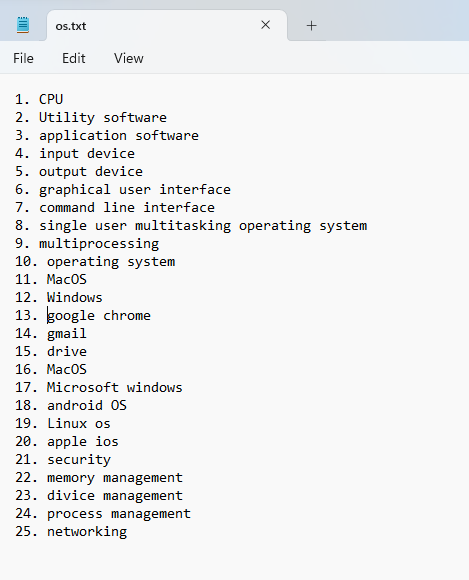 os.txt
File Edit View
1. CPU
2. Utility software
3. application software
4. input device
5. output device
6. graphical user interface
7. command line interface
8. single user multitasking operating system
9. multiprocessing
10. operating system
11. MacOS
12. Windows
13. google chrome
14. gmail
15. drive
16. MacOS
17. Microsoft windows
18. android OS
19. Linux os
20. apple ios
21. security
22. memory management
23. divice management
24. process management
25. networking